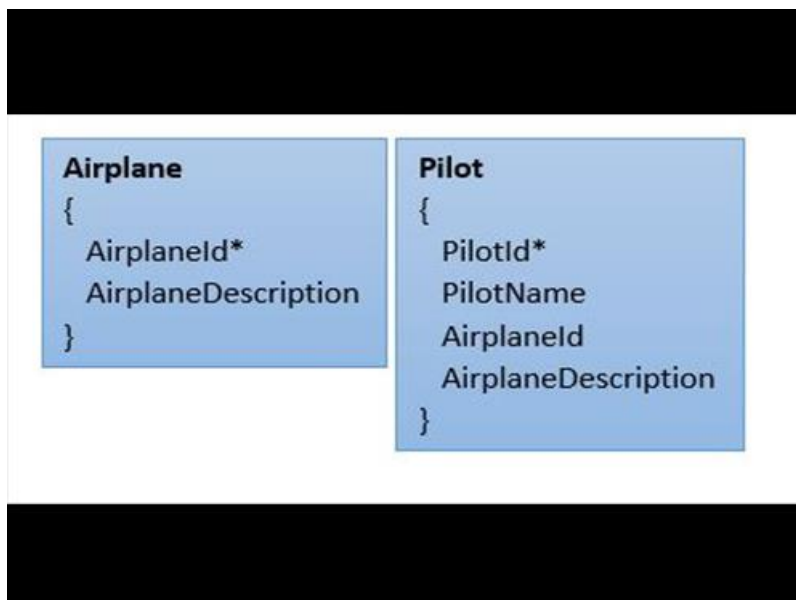 Airplane
{
AirplaneId*
AirplaneDescription
}
Pilot
{
PilotId*
PilotName
AirplaneId
AirplaneDescription
}